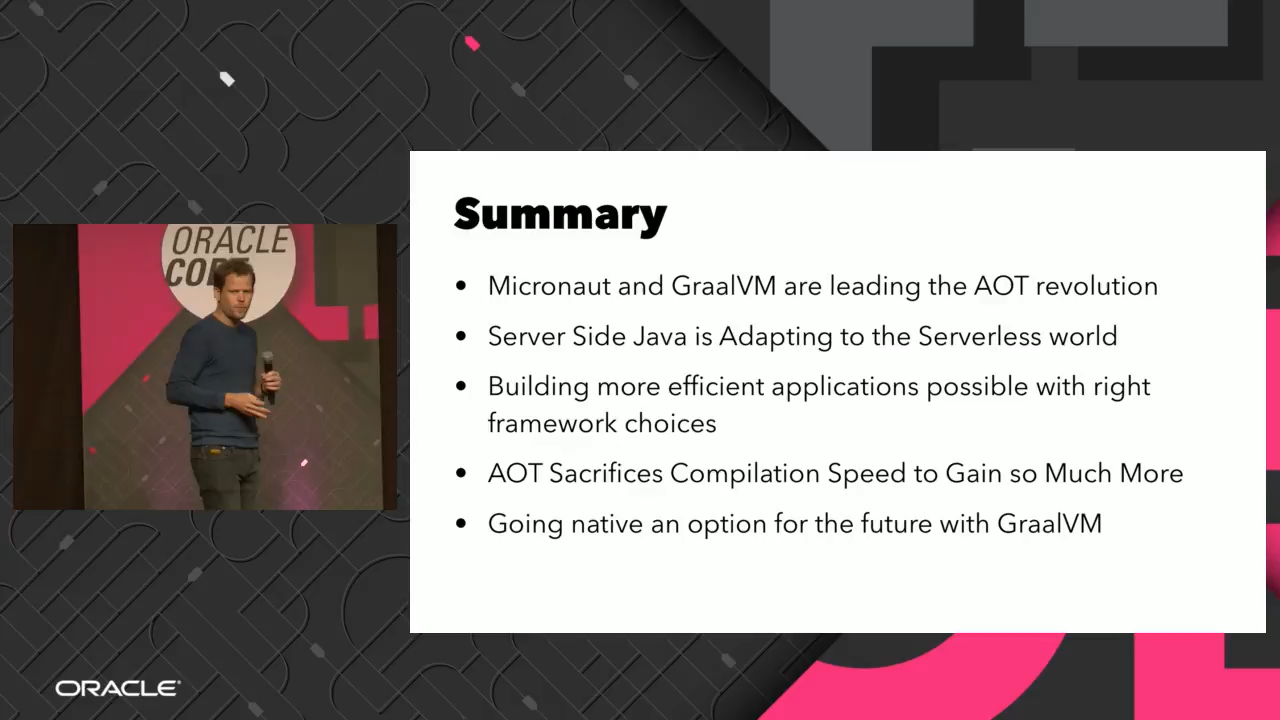 ORACLE
CODE
Summary
• Micronaut and GraalVM are leading the AOT revolution
• Server Side Java is Adapting to the Serverless world
• Building more efficient applications possible with right
framework choices
• AOT Sacrifices Compilation Speed to Gain so Much More
• Going native an option for the future with GraalVM
ORACLE